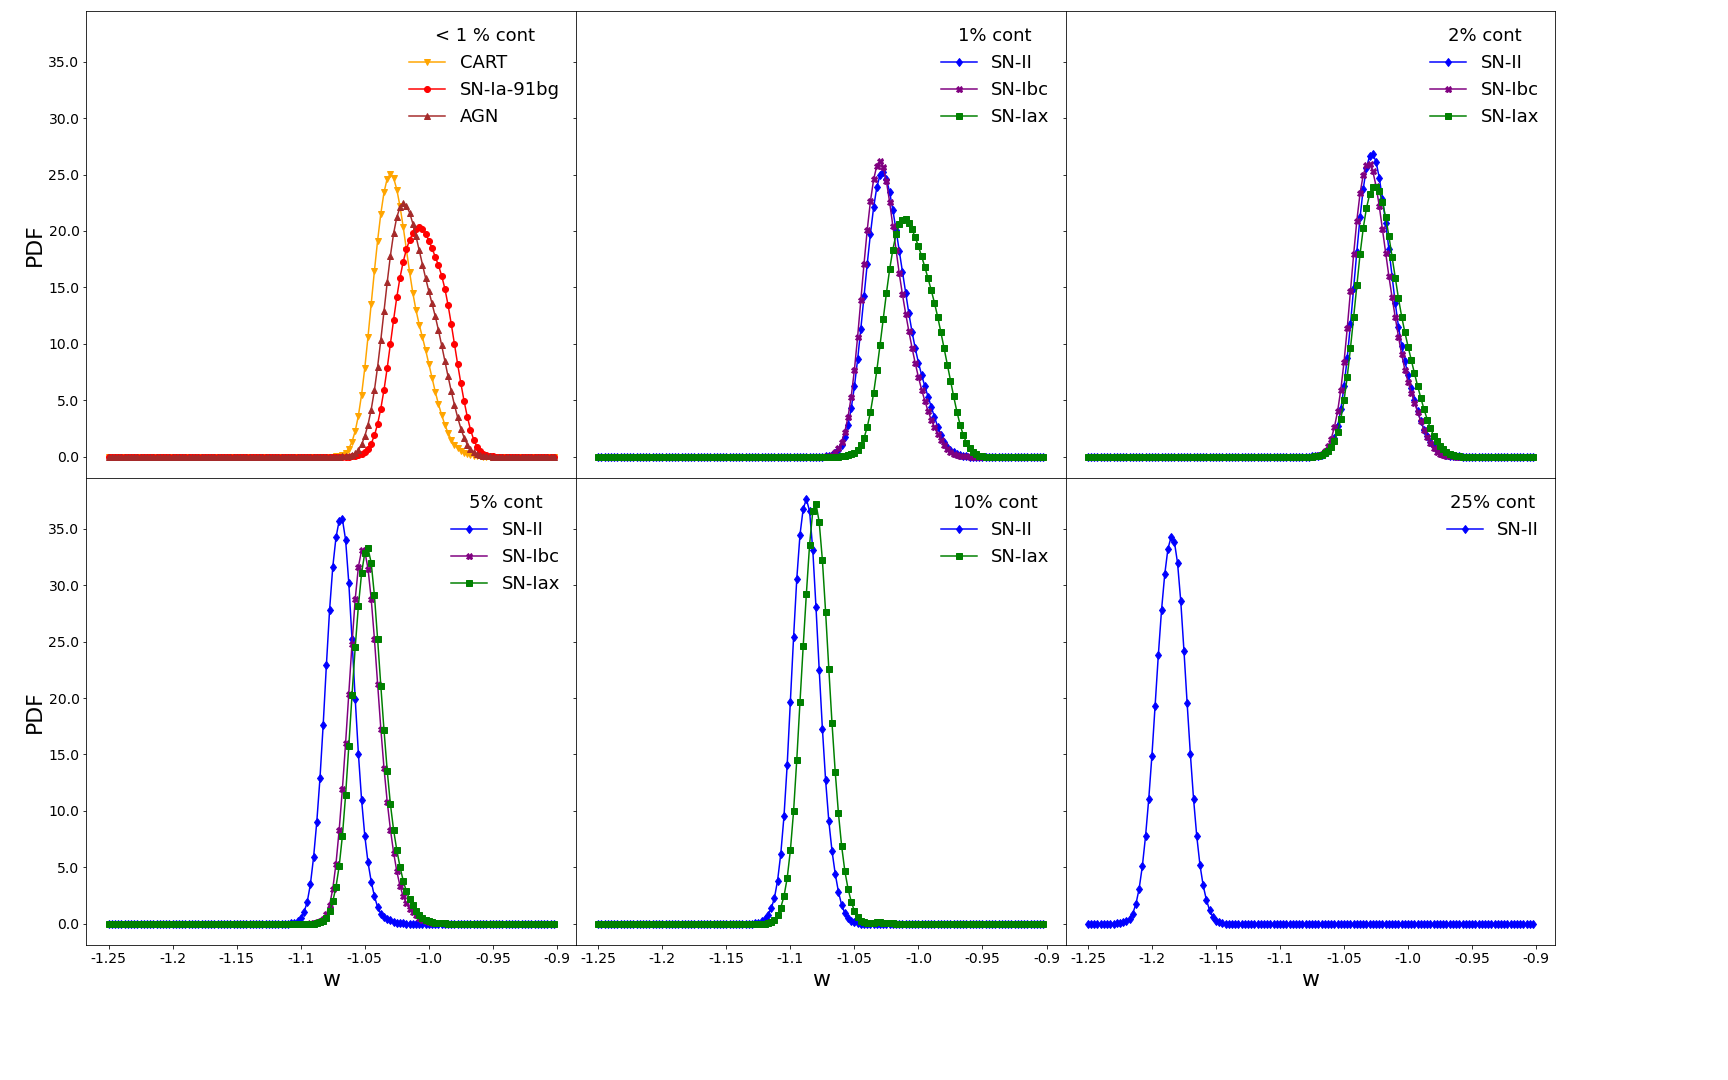 < 1 % cont
CART
SN-Ia-91bg
AGN
1% cont
SN-II
SN-Ibc
SN-Iax
2% cont
SN-II
SN-Ibc
SN-Iax
35.0
30.0
25.0
20.0
15.0
10.0
5.0
0.0
PDF
5% cont
SN-II
SN-Ibc
SN-Iax
10% cont
SN-II
SN-Iax
25% cont
SN-II
35.0
30.0
25.0
20.0
15.0
10.0
5.0
0.0
PDF
-1.25 -1.2 -1.15 -1.1 -1.05 -1.0 -0.95 -0.9
-1.25 -1.2 -1.15 -1.1 -1.05 -1.0 -0.95 -0.9
-1.25 -1.2 -1.15 -1.1 -1.05 -1.0 -0.95 -0.9
w
w
w